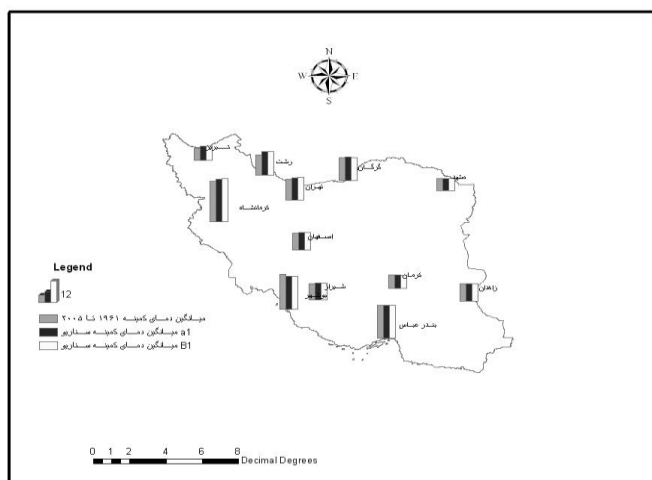 N
W E
S
تبریز
رشت
گرگان
مشهد
تهران
کرمانشاه
اصفهان
Legend
12
شیراز
بوشهر
کرمان
زاهدان
میانگین دمای کمینه ۱۹۶۱ تا ۲۰۰۵
میانگین دمای کمینه سناریو a1
میانگین دمای کمینه سناریو B1
بندر عباس
0 1 2 4 6 8
Decimal Degrees